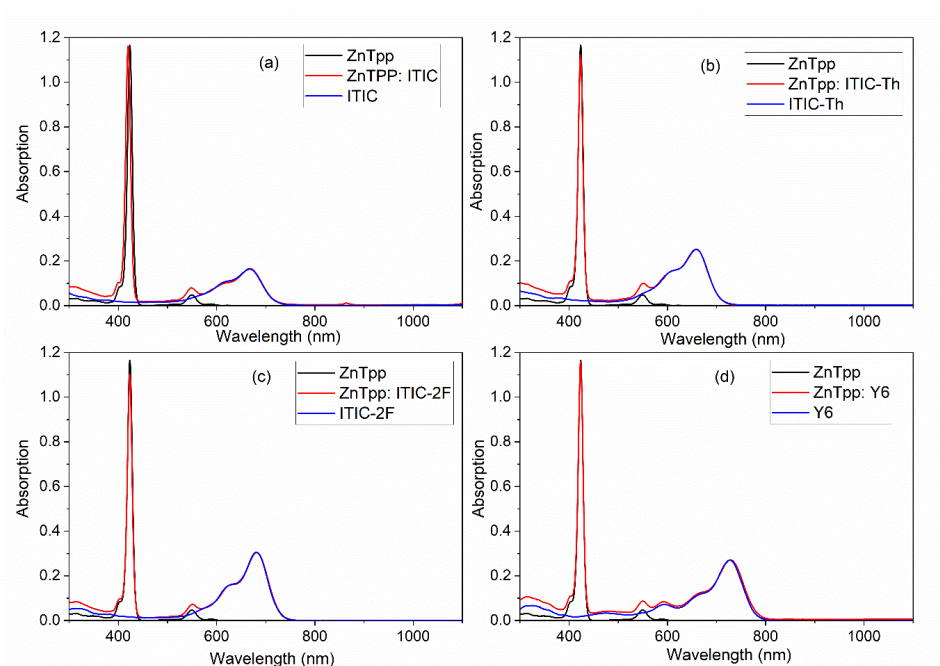 (a)
ZnTpp
ZnTPP: ITIC
ITIC
1.2
1.0
0.8
0.6
0.4
0.2
0.0
Absorption
400 600 800 1000
Wavelength (nm)
(b)
ZnTpp
ZnTpp: ITIC-Th
ITIC-Th
1.2
1.0
0.8
0.6
0.4
0.2
0.0
Absorption
400 600 800 1000
Wavelength (nm)
(c)
ZnTpp
ZnTpp: ITIC-2F
ITIC-2F
1.2
1.0
0.8
0.6
0.4
0.2
0.0
Absorption
400 600 800 1000
Wavelength (nm)
(d)
ZnTpp
ZnTpp: Y6
Y6
1.2
1.0
0.8
0.6
0.4
0.2
0.0
Absorption
400 600 800 1000
Wavelength (nm)